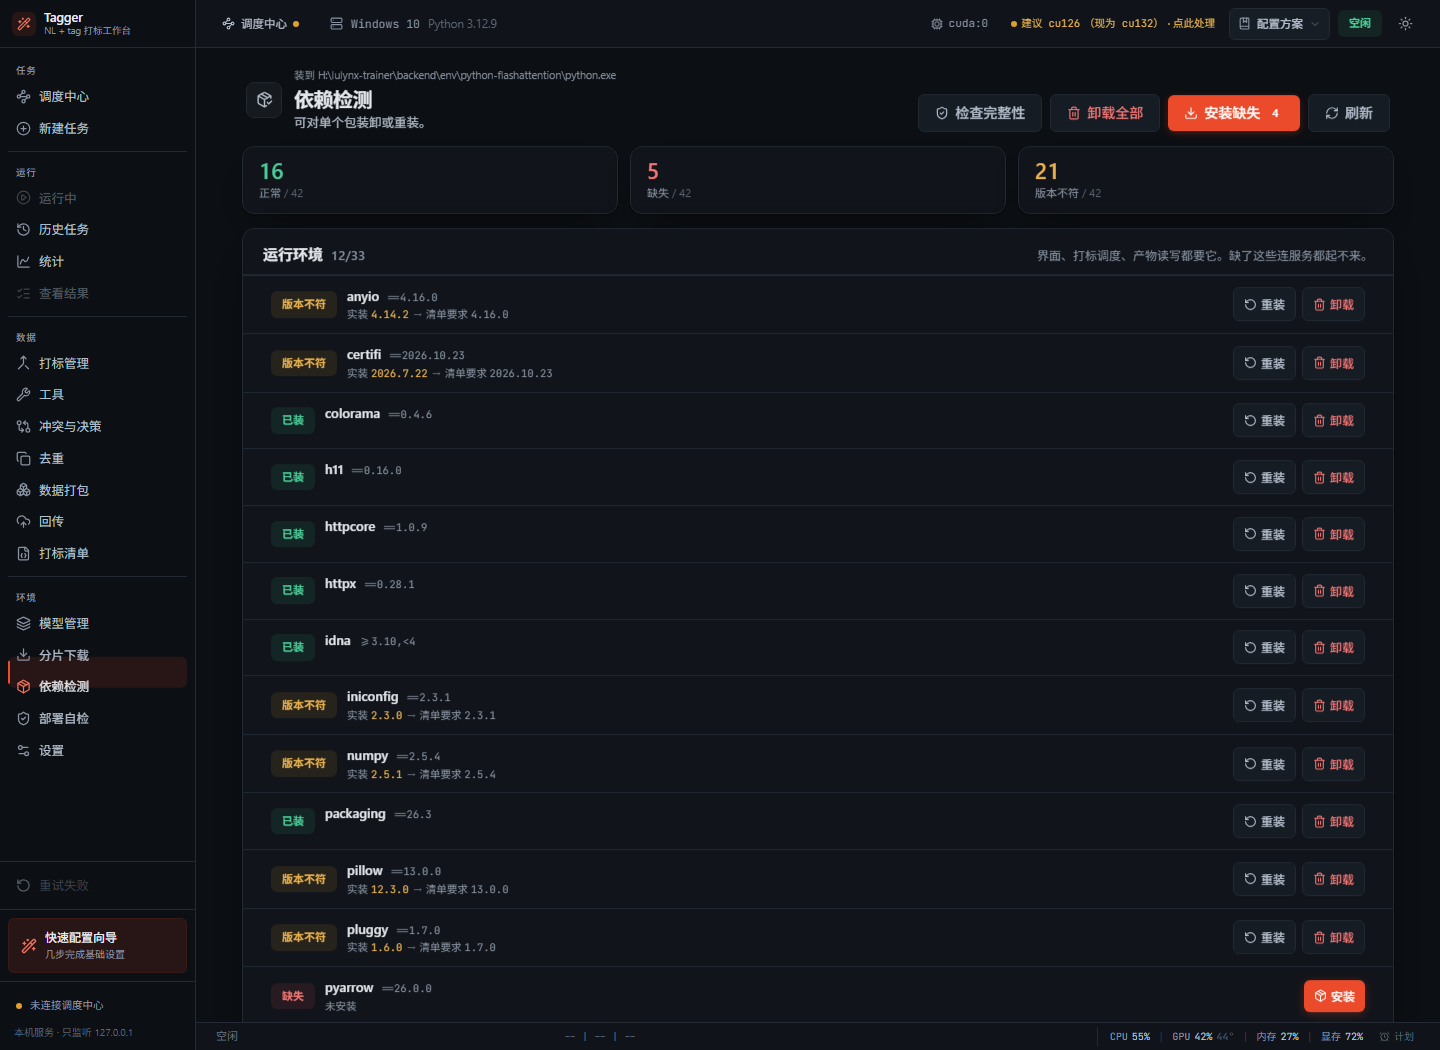 Tagger
NL + tag 打标工作台
调度中心
Windows 10 Python 3.12.9
cuda:0
建议 cu126 (现为 cu132) · 点此处理
配置方案
空闲
任务
调度中心
新建任务
运行
运行中
历史任务
统计
查看结果
数据
打标管理
工具
冲突与决策
去重
数据打包
回传
打标清单
环境
模型管理
分片下载
依赖检测
部署自检
设置
重试失败
快速配置向导
几步完成基础设置
未连接调度中心
本机服务 · 只监听 127.0.0.1
装到 H:\lulynx-trainer\backend\env\python-flashattention\python.exe
依赖检测
可对单个包装卸或重装。
检查完整性
卸载全部
安装缺失 4
刷新
16
正常 / 42
5
缺失 / 42
21
版本不符 / 42
运行环境 12/33
界面、打标调度、产物读写都要它。缺了这些连服务都起不来。
版本不符 anyio ==4.16.0
实装 4.14.2 → 清单要求 4.16.0
重装 卸载
版本不符 certifi ==2026.10.23
实装 2026.7.22 → 清单要求 2026.10.23
重装 卸载
已装 colorama ==0.4.6
重装 卸载
已装 h11 ==0.16.0
重装 卸载
已装 httpcore ==1.0.9
重装 卸载
已装 httpx ==0.28.1
重装 卸载
已装 idna >=3.10,<4
重装 卸载
版本不符 iniconfig ==2.3.1
实装 2.3.0 → 清单要求 2.3.1
重装 卸载
版本不符 numpy ==2.5.4
实装 2.5.1 → 清单要求 2.5.4
重装 卸载
已装 packaging ==26.3
重装 卸载
版本不符 pillow ==13.0.0
实装 12.3.0 → 清单要求 13.0.0
重装 卸载
版本不符 pluggy ==1.7.0
实装 1.6.0 → 清单要求 1.7.0
重装 卸载
缺失 pyarrow ==26.0.0
未安装
安装
空闲
-- | -- | --
CPU 55% | GPU 42% 44° | 内存 27% | 显存 72% 计划